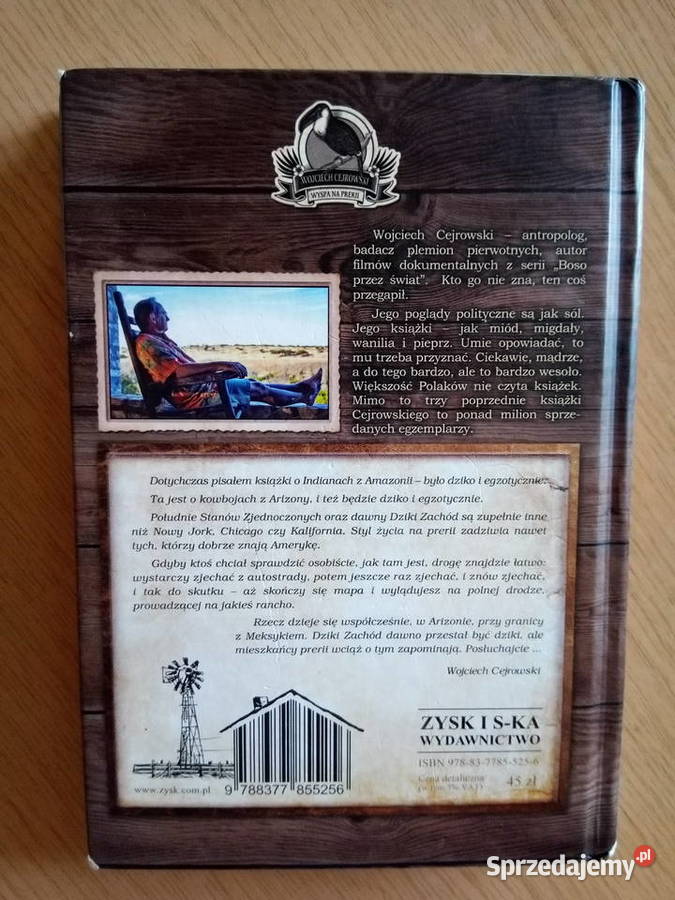 WOJCIECH CEJROWSKI
WYSPA NA PRERII
Wojciech Cejrowski – antropolog,
badacz plemion pierwotnych, autor
filmów dokumentalnych z serii „Boso
przez świat". Kto go nie zna, ten coś
przegapił.
Jego poglądy polityczne są jak sól.
Jego książki – jak miód, migdały,
wanilia i pieprz. Umie opowiadać, to
mu trzeba przyznać. Ciekawie, mądrze,
a do tego bardzo, ale to bardzo wesoło.
Większość Polaków nie czyta książek.
Mimo to trzy poprzednie książki
Cejrowskiego to ponad milion sprze-
danych egzemplarzy.
Dotychczas pisałem książki o Indianach z Amazonii – było dziko i egzotycznie.
Ta jest o kowbojach z Arizony, i też będzie dziko i egzotycznie.
Południe Stanów Zjednoczonych oraz dawny Dziki Zachód są zupełnie inne
niż Nowy Jork, Chicago czy Kalifornia. Styl życia na prerii zadziwia nawet
tych, którzy dobrze znają Amerykę.
Gdyby ktoś chciał sprawdzić osobiście, jak tam jest, drogę znajdzie łatwo:
wystarczy zjechać z autostrady, potem jeszcze raz zjechać, i znów zjechać,
i tak do skutku – aż skończy się mapa i wylądujesz na polnej drodze,
prowadzącej na jakieś rancho.
Rzecz dzieje się współcześnie, w Arizonie, przy granicy
z Meksykiem. Dziki Zachód dawno przestał być dziki, ale
mieszkańcy prerii wciąż o tym zapominają. Posłuchajcie ...
Wojciech Cejrowski
ZYSK I S-KA
WYDAWNICTWO
ISBN 978-83-7785-525-6
Cena detaliczna 45 zł
(w tym 5% VAT)
www.zysk.com.pl
9 788377 855256
Sprzedajemy.pl